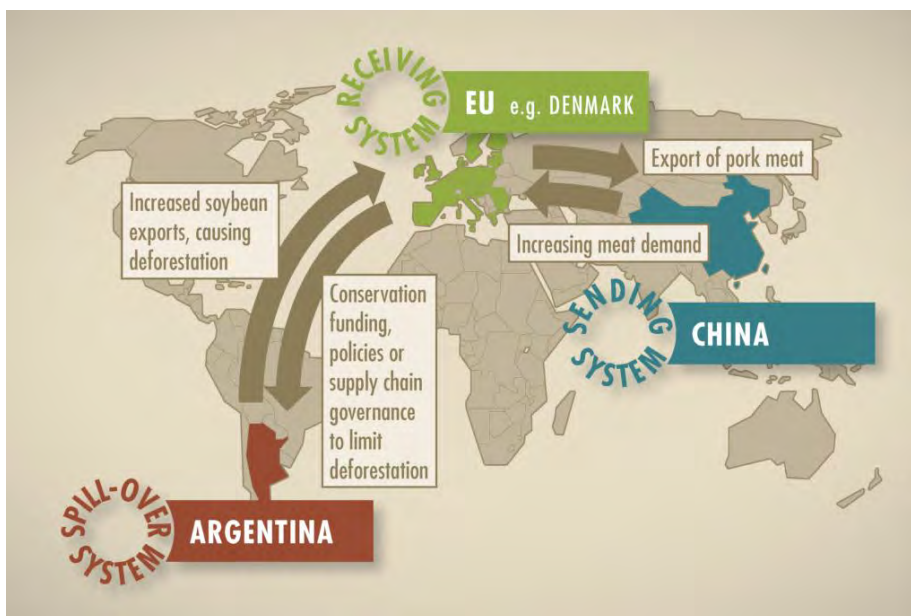 RECEIVING
SYSTEM
EU e.g. DENMARK
Export of pork meat
Increased soybean
exports, causing
deforestation
Increasing meat demand
Conservation
funding,
policies or
supply chain
governance
to limit
deforestation
SENDING
SYSTEM
CHINA
SPILL-OVER
SYSTEM
ARGENTINA